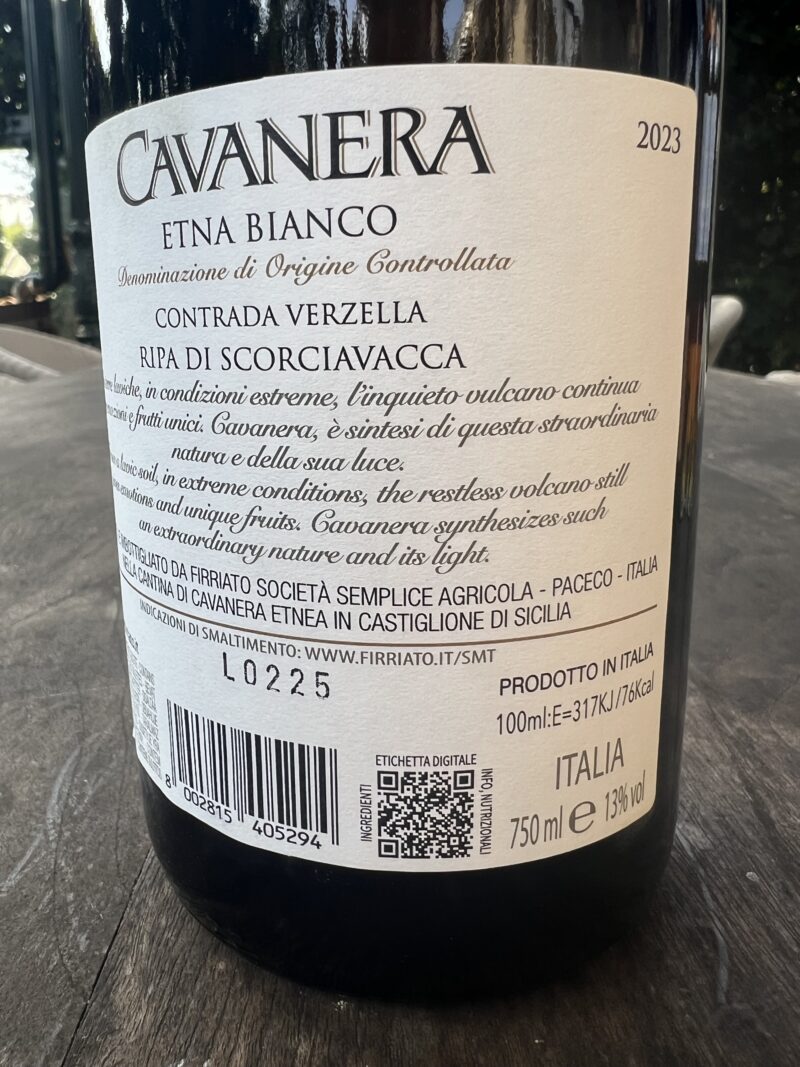 CAVANERA
2023
ETNA BIANCO
Denominazione di Origine Controllata
CONTRADA VERZELLA
RIPA DI SCORCIAVACCA
laviche, in condizioni estreme, l'inquieto vulcano continua
e frutti unici. Cavanera, è sintesi di questa straordinaria
natura e della sua luce.
lavic soil, in extreme conditions, the restless volcano still
emotions and unique fruits. Cavanera synthesizes such
an extraordinary nature and its light.
IMBOTTIGLIATO DA FIRRIATO SOCIETÀ SEMPLICE AGRICOLA - PACECO - ITALIA
NELLA CANTINA DI CAVANERA ETNEA IN CASTIGLIONE DI SICILIA
INDICAZIONI DI SMALTIMENTO: WWW.FIRRIATO.IT/SMT
L0225
PRODOTTO IN ITALIA
100ml:E=317KJ/76Kcal
ETICHETTA DIGITALE
INGREDIENTI
INFO. NUTRIZIONALI
ITALIA
750 ml e 13% vol
8 002815 405294